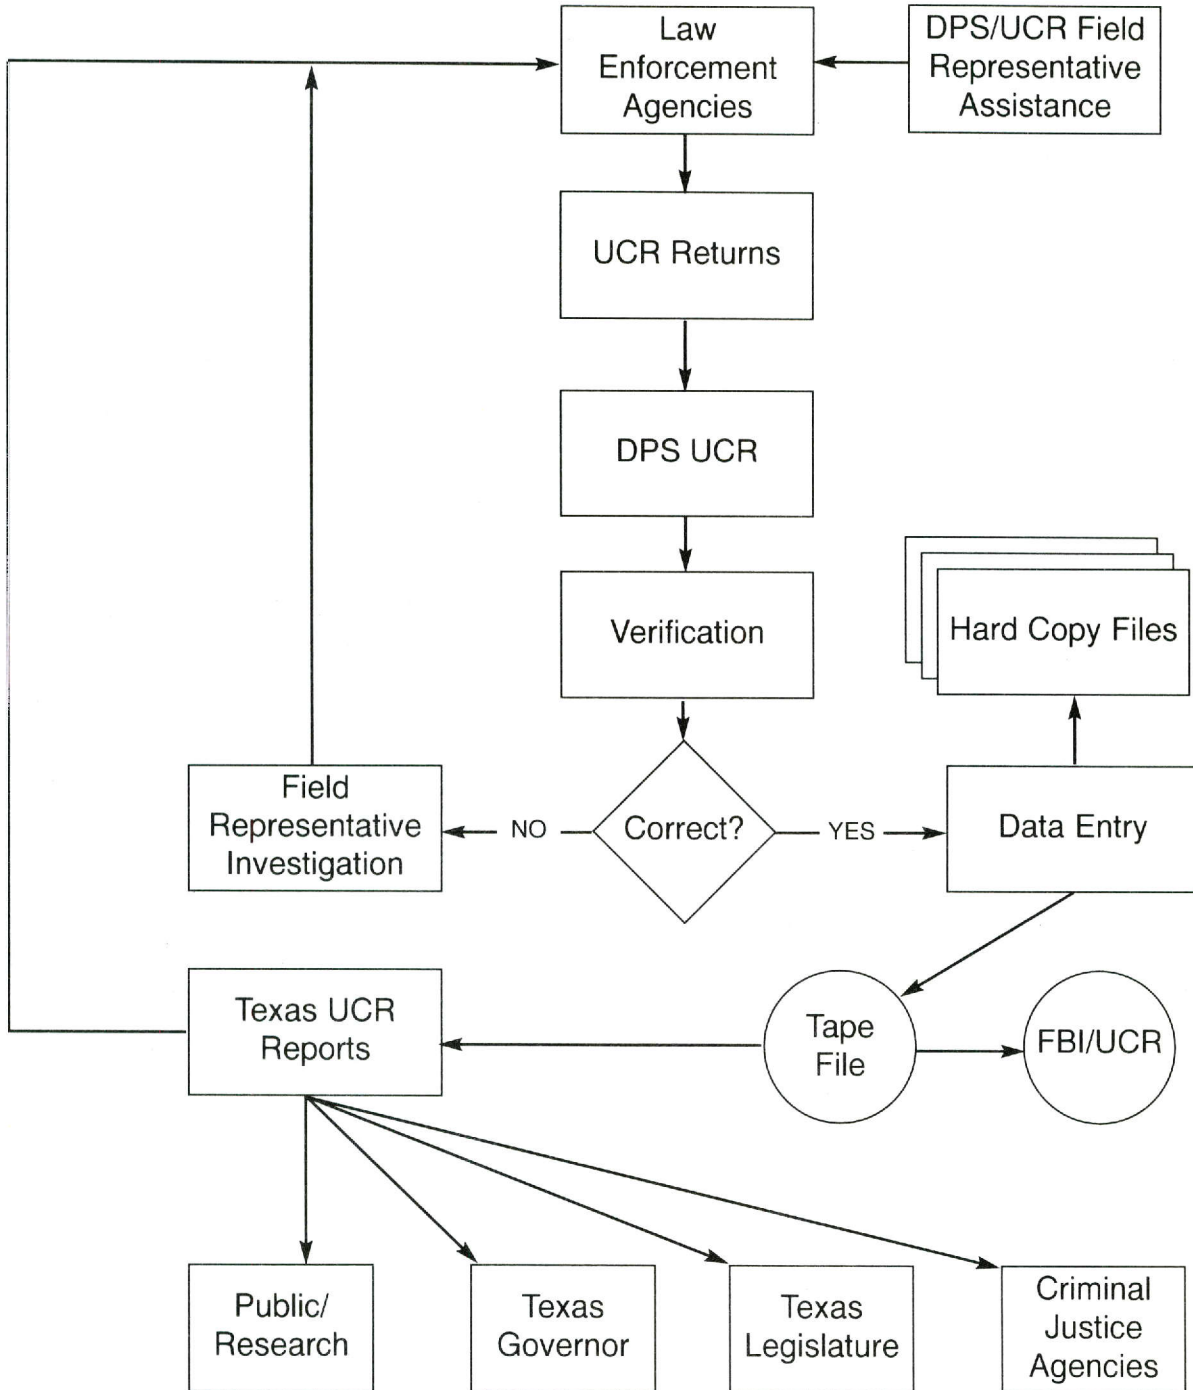 Law
Enforcement
Agencies
DPS/UCR Field
Representative
Assistance
UCR Returns
DPS UCR
Verification
Hard Copy Files
Field
Representative
Investigation
NO
Correct?
YES
Data Entry
Texas UCR
Reports
Tape
File
FBI/UCR
Public/
Research
Texas
Governor
Texas
Legislature
Criminal
Justice
Agencies